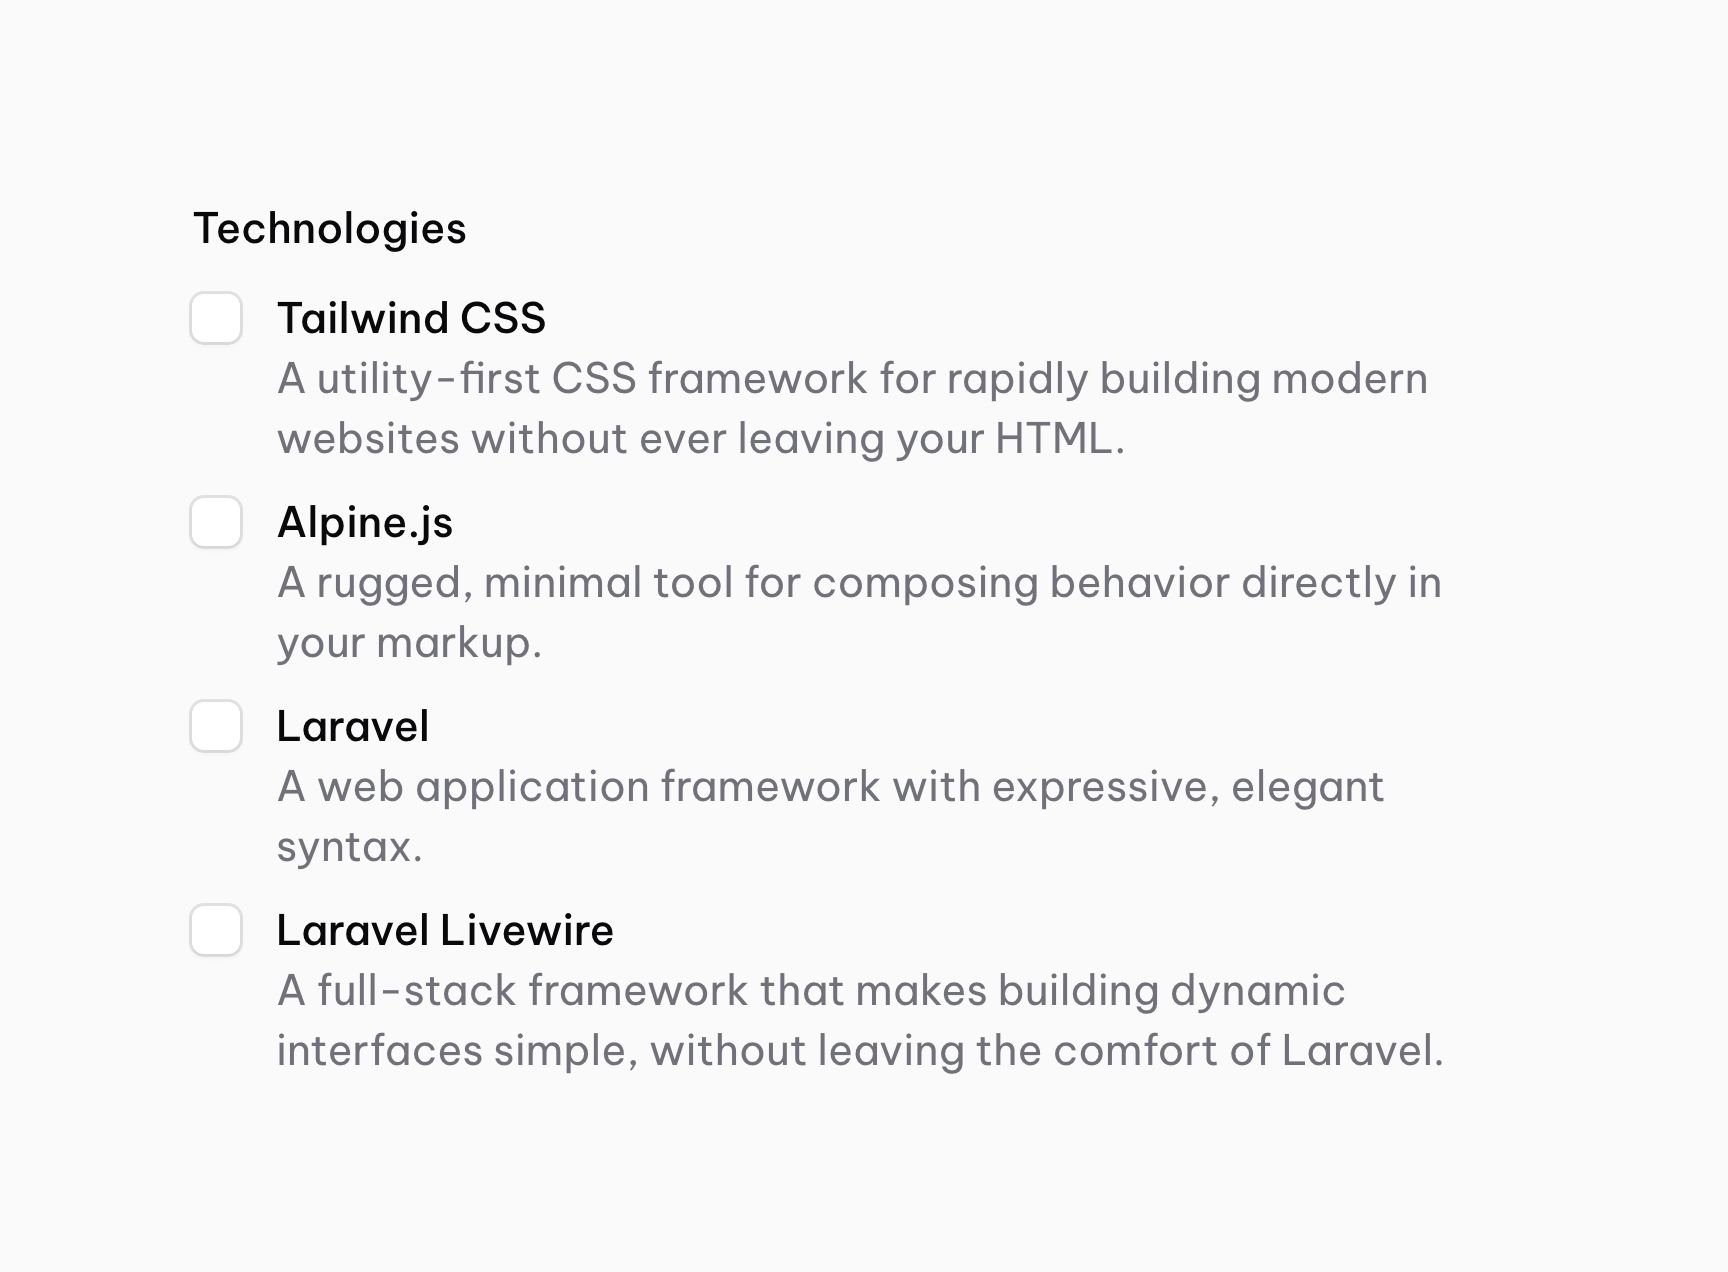 Technologies
Tailwind CSS
A utility-first CSS framework for rapidly building modern
websites without ever leaving your HTML.
Alpine.js
A rugged, minimal tool for composing behavior directly in
your markup.
Laravel
A web application framework with expressive, elegant
syntax.
Laravel Livewire
A full-stack framework that makes building dynamic
interfaces simple, without leaving the comfort of Laravel.